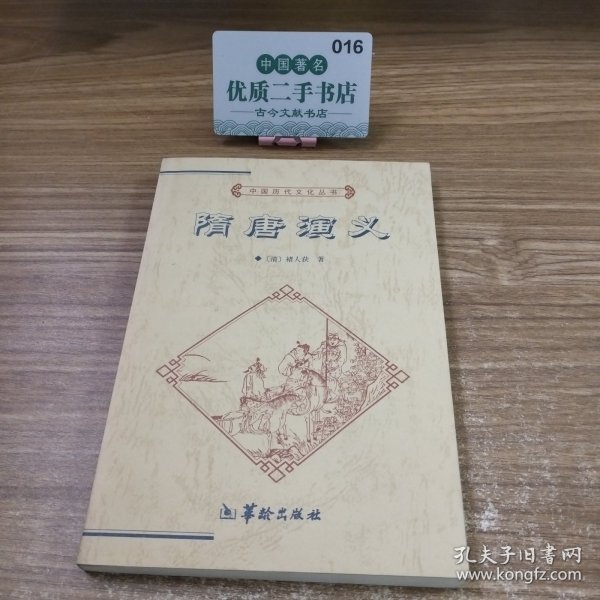 016
中国著名
优质二手书店
古今文献书店
中国历代文化丛书
隋唐演义
〔清〕褚人获 著
华龄出版社
孔夫子旧书网
www.kongfz.com